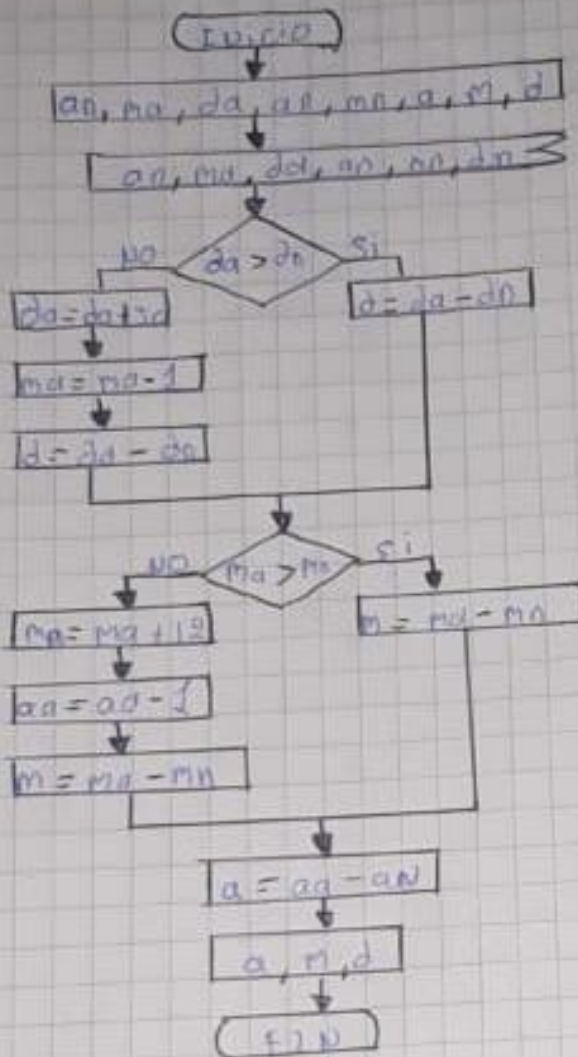 Inicio
an, ma, da, an, mn, a, m, d
an, ma, da, an, mn, dn
da > dn
NO
Si
da = da + 30
d = da - dn
ma = ma - 1
d = da - dn
ma > mn
NO
Si
ma = ma + 12
m = ma - mn
aa = aa - 1
m = ma - mn
a = aa - aN
a, m, d
FIN